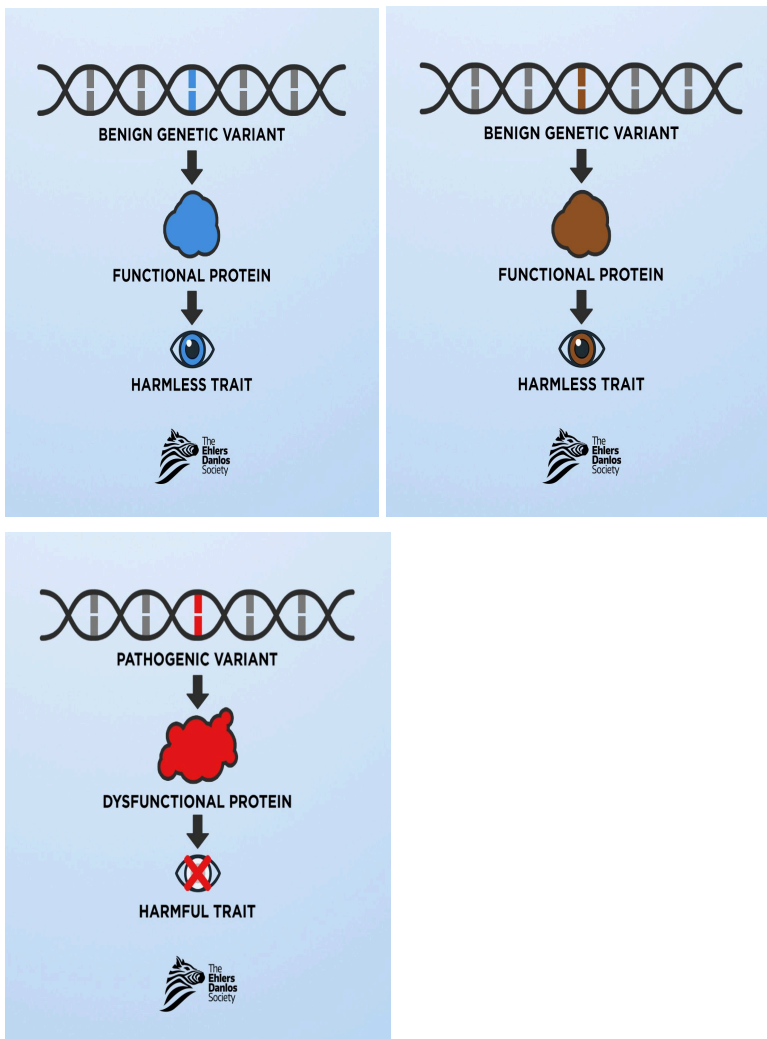 BENIGN GENETIC VARIANT
FUNCTIONAL PROTEIN
HARMLESS TRAIT
The
Ehlers
Danlos
Society
BENIGN GENETIC VARIANT
FUNCTIONAL PROTEIN
HARMLESS TRAIT
The
Ehlers
Danlos
Society
PATHOGENIC VARIANT
DYSFUNCTIONAL PROTEIN
HARMFUL TRAIT
The
Ehlers
Danlos
Society